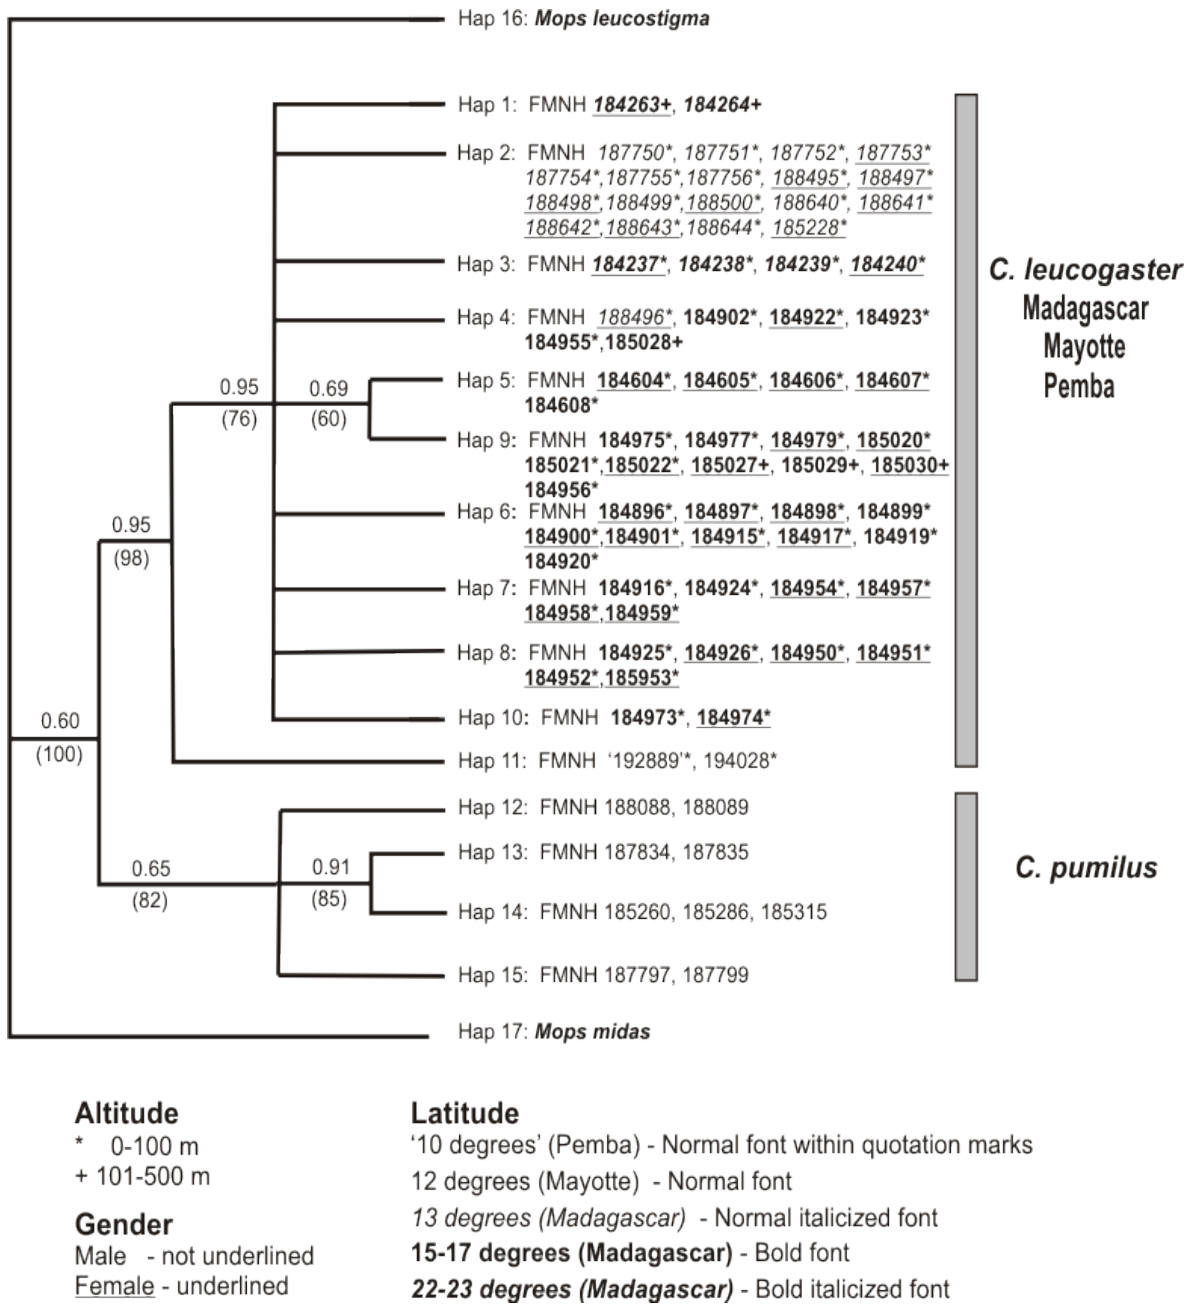 Hap 16: Mops leucostigma
Hap 1: FMNH 184263+, 184264+
Hap 2: FMNH 187750*, 187751*, 187752*, 187753*
187754*,187755*,187756*, 188495*, 188497*
188498*,188499*,188500*, 188640*, 188641*
188642*,188643*,188644*, 185228*
Hap 3: FMNH 184237*, 184238*, 184239*, 184240*
Hap 4: FMNH 188496*, 184902*, 184922*, 184923*
184955*,185028+
Hap 5: FMNH 184604*, 184605*, 184606*, 184607*
184608*
Hap 9: FMNH 184975*, 184977*, 184979*, 185020*
185021*,185022*, 185027+, 185029+, 185030+
184956*
Hap 6: FMNH 184896*, 184897*, 184898*, 184899*
184900*,184901*, 184915*, 184917*, 184919*
184920*
Hap 7: FMNH 184916*, 184924*, 184954*, 184957*
184958*,184959*
Hap 8: FMNH 184925*, 184926*, 184950*, 184951*
184952*,185953*
Hap 10: FMNH 184973*, 184974*
Hap 11: FMNH ‘192889’*, 194028*
Hap 12: FMNH 188088, 188089
Hap 13: FMNH 187834, 187835
Hap 14: FMNH 185260, 185286, 185315
Hap 15: FMNH 187797, 187799
Hap 17: Mops midas
0.95
(76)
0.69
(60)
0.95
(98)
0.60
(100)
0.65
(82)
0.91
(85)
C. leucogaster
Madagascar
Mayotte
Pemba
C. pumilus
Altitude
* 0-100 m
+ 101-500 m
Gender
Male - not underlined
Female - underlined
Latitude
‘10 degrees’ (Pemba) - Normal font within quotation marks
12 degrees (Mayotte) - Normal font
13 degrees (Madagascar) - Normal italicized font
15-17 degrees (Madagascar) - Bold font
22-23 degrees (Madagascar) - Bold italicized font